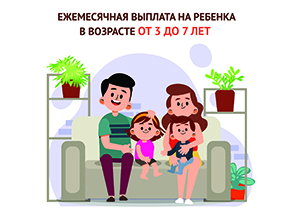 ЕЖЕМЕСЯЧНАЯ ВЫПЛАТА НА РЕБЕНКА
В ВОЗРАСТЕ ОТ 3 ДО 7 ЛЕТ